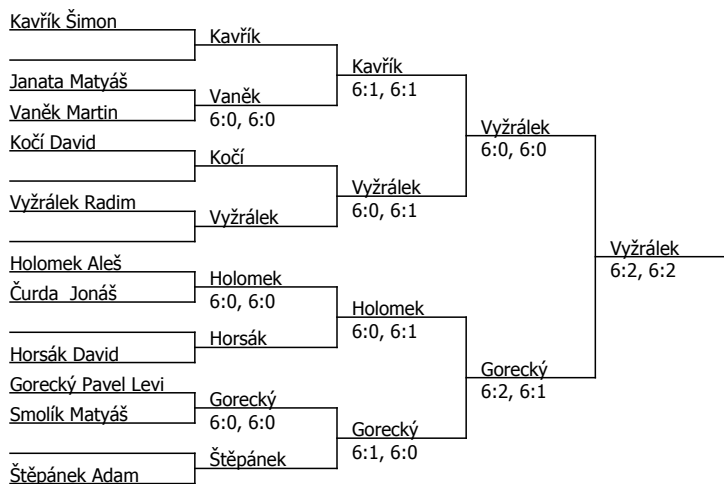 Kavřík Šimon
Kavřík
Kavřík
6:1, 6:1
Janata Matyáš
Vaněk
6:0, 6:0
Vaněk Martin
Vyžrálek
6:0, 6:0
Kočí David
Kočí
Vyžrálek
6:0, 6:1
Vyžrálek Radim
Vyžrálek
Vyžrálek
6:2, 6:2
Holomek Aleš
Holomek
6:0, 6:0
Čurda Jonáš
Holomek
6:0, 6:1
Horsák
Horsák David
Gorecký
6:2, 6:1
Gorecký Pavel Levi
Gorecký
6:0, 6:0
Smolík Matyáš
Gorecký
6:1, 6:0
Štěpánek
Štěpánek Adam